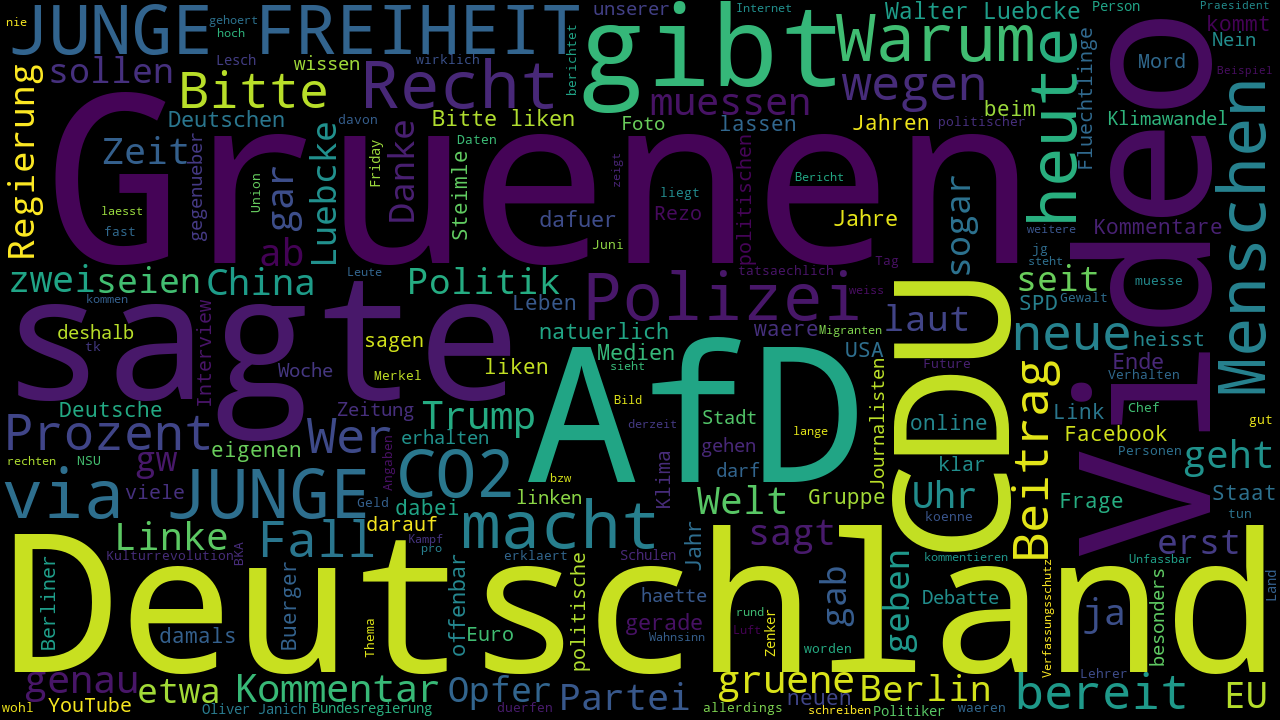 nie
JUNGE FREIHEIT
gehoert
hoch
unserer
Internet
Walter Luebcke
Person
Praesident
kommt
Nein
Beispiel
gibt
Warum
heute
Fluechtlinge
Mord
Video
Menschen
sollen
Lesch
wissen
wirklich
berichtet
Bitte
Recht
muessen
wegen
beim
Klimawandel
Regierung
Deutschen
davon
Bitte liken
Foto
lassen
Jahren
politischer
Gruenen
Zeit
gegenueber
gar
Luebcke
Friday
Danke
Daten
Steimle
zeigt
politischen
Bericht
laesst
Union
liegt
fast
dafuer
Rezo
Jahre
sogar
Kommentare
weitere
ab
Juni
jg
steht
zwei
seien
China
Leute
Politik
Polizei
tatsaechlich
Tag
seit
muesse
kommen
Leben
weiss
SPD
Gewalt
sagte
deshalb
tk
Interview
sagen
natuerlich
waere
Migranten
laut
neue
heisst
Medien
USA
AfD
CDU
Woche
Merkel
liken
sieht
Future
Ende
Verhalten
Deutsche
Zeitung
Trump
Bild
derzeit
Stadt
Journalisten
online
Beitrag
Link
Chef
gut
Prozent
Wer
erhalten
lange
Facebook
eigenen
gehen
Personen
rechten
NSU
gw
Angaben
CO2
bzw
Klima
darf
klar
geht
via
viele
JUNGE
Geld
dabei
linken
Welt
Gruppe
Uhr
Frage
Staat
koenne
tun
Linke
Fall
darauf
macht
Jahr
sagt
erst
Kampf
pro
Kulturrevolution
BKA
erklaert
Schulen
kommentieren
Unfassbar
Deutschland
Berliner
Buerger
offenbar
politische
haette
gab
geben
Debatte
Verfassungsschutz
ja
besonders
Land
damals
Thema
Euro
gerade
rund
Luft
Zenker
Wahnsinn
worden
genau
etwa
Kommentar
Opfer
Partei
gruene
neuen
Berlin
Lehrer
bereit
EU
wohl
YouTube
Oliver Janich
Bundesregierung
duerfen
allerdings
schreiben
Politiker
waeren